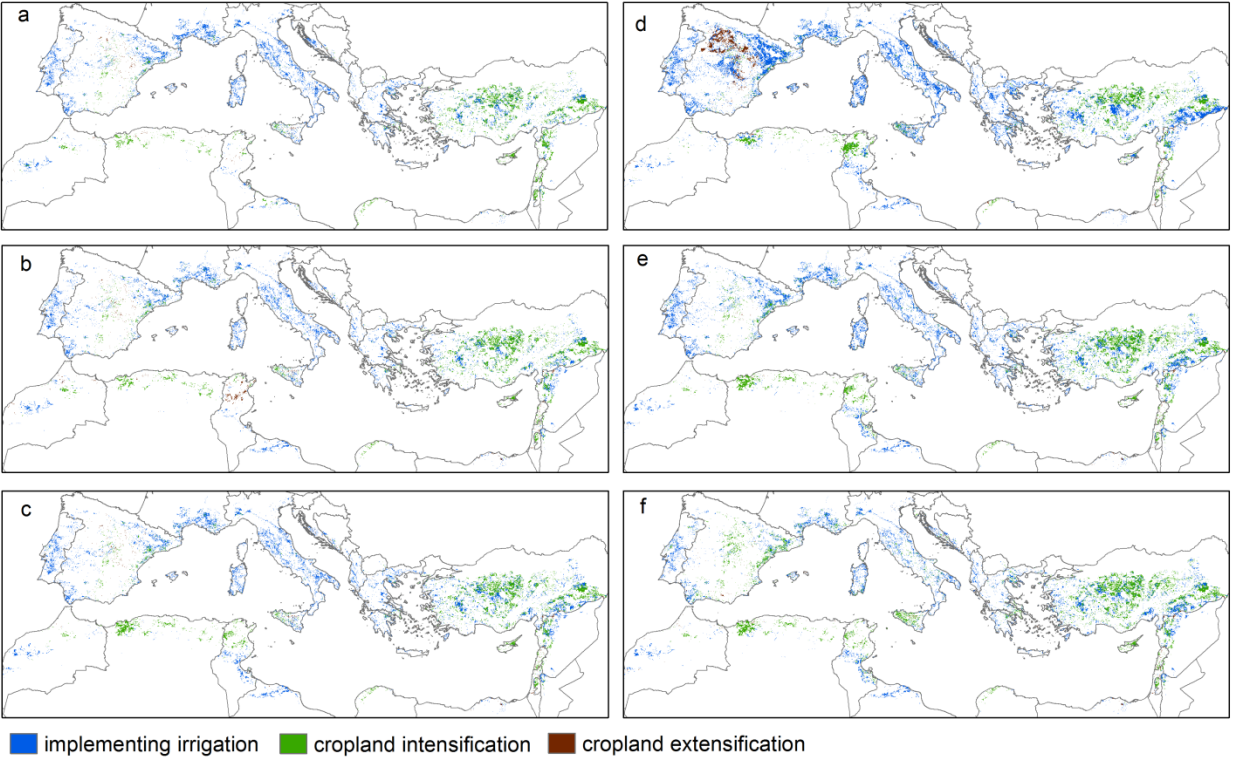 a
d
b
e
c
f
implementing irrigation cropland intensification cropland extensification